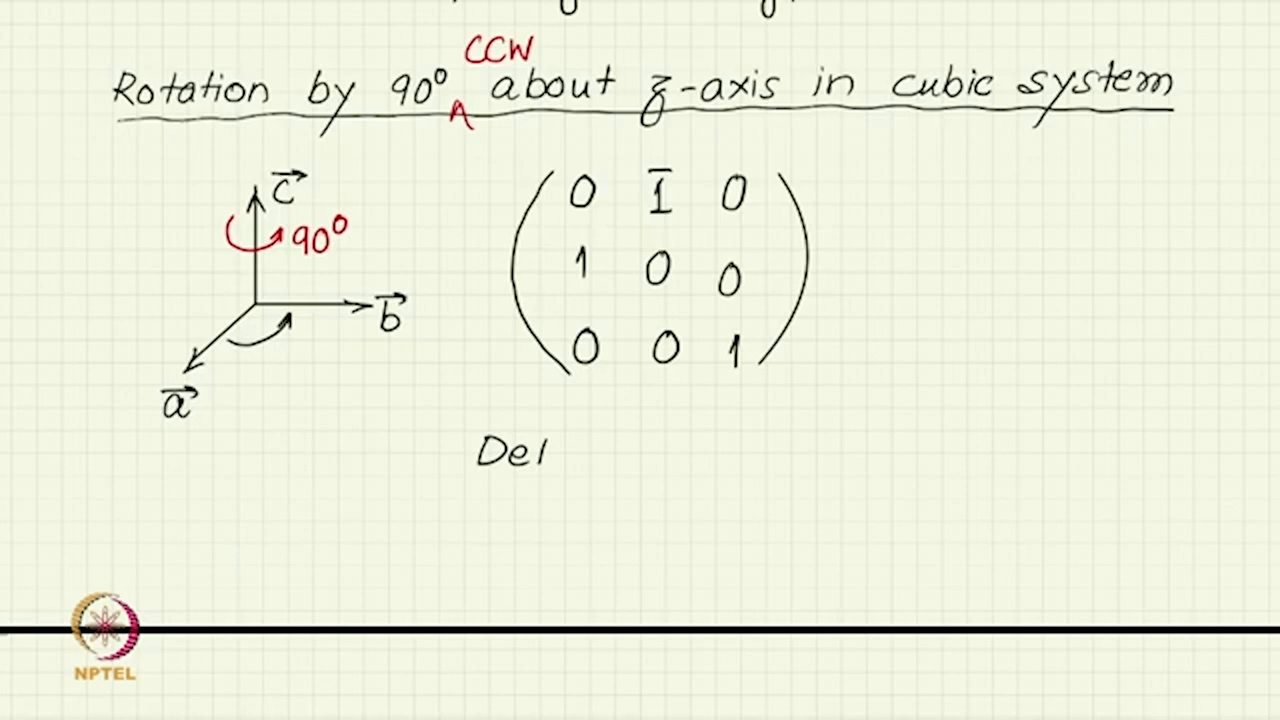 CCW
Rotation by 90° ∧ about z-axis in cubic system
c⃗
90°
b⃗
a⃗
0 1̅ 0
1 0 0
0 0 1
Del
NPTEL